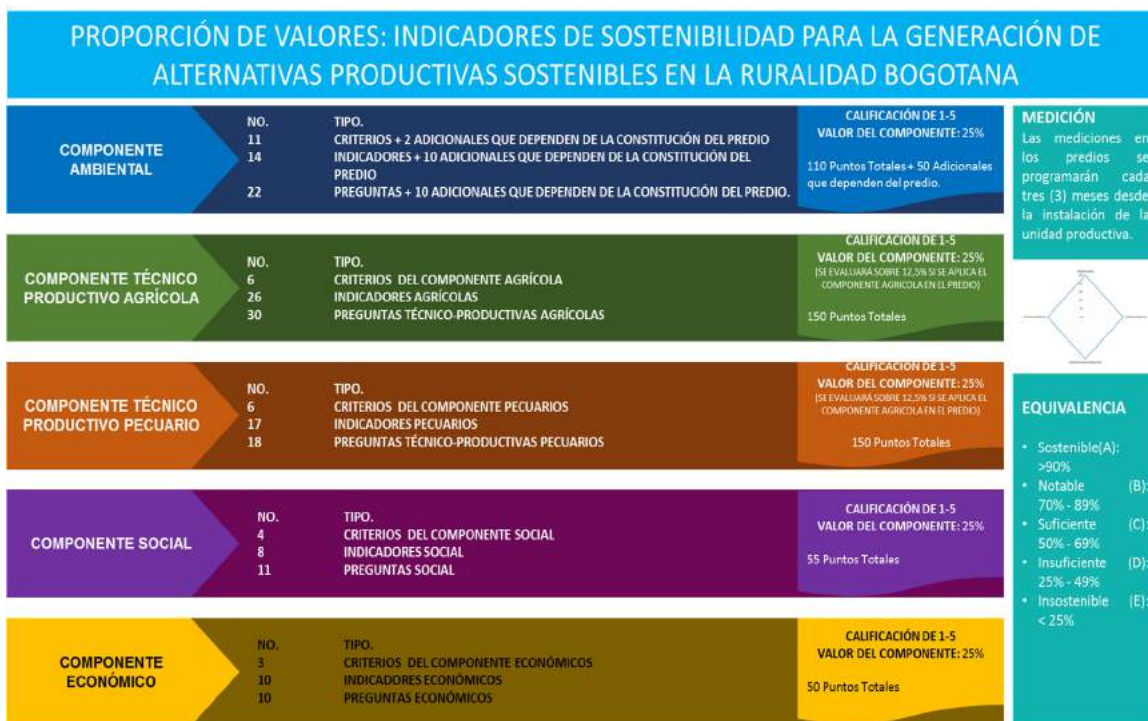 PROPORCIÓN DE VALORES: INDICADORES DE SOSTENIBILIDAD PARA LA GENERACIÓN DE
ALTERNATIVAS PRODUCTIVAS SOSTENIBLES EN LA RURALIDAD BOGOTANA
COMPONENTE
AMBIENTAL
NO. TIPO.
11 CRITERIOS + 2 ADICIONALES QUE DEPENDEN DE LA CONSTITUCIÓN DEL PREDIO
14 INDICADORES + 10 ADICIONALES QUE DEPENDEN DE LA CONSTITUCIÓN DEL
PREDIO
22 PREGUNTAS + 10 ADICIONALES QUE DEPENDEN DE LA CONSTITUCIÓN DEL PREDIO.
CALIFICACIÓN DE 1-5
VALOR DEL COMPONENTE: 25%
110 Puntos Totales + 50 Adicionales
que dependen del predio.
COMPONENTE TÉCNICO
PRODUCTIVO AGRÍCOLA
NO. TIPO.
6 CRITERIOS DEL COMPONENTE AGRÍCOLA
26 INDICADORES AGRÍCOLAS
30 PREGUNTAS TÉCNICO-PRODUCTIVAS AGRÍCOLAS
CALIFICACIÓN DE 1-5
VALOR DEL COMPONENTE: 25%
(SE EVALUARÁ SOBRE 12,5% SI SE APLICA EL
COMPONENTE AGRICOLA EN EL PREDIO)
150 Puntos Totales
COMPONENTE TÉCNICO
PRODUCTIVO PECUARIO
NO. TIPO.
6 CRITERIOS DEL COMPONENTE PECUARIOS
17 INDICADORES PECUARIOS
18 PREGUNTAS TÉCNICO-PRODUCTIVAS PECUARIOS
CALIFICACIÓN DE 1-5
VALOR DEL COMPONENTE: 25%
(SE EVALUARÁ SOBRE 12,5% SI SE APLICA EL
COMPONENTE AGRICOLA EN EL PREDIO)
150 Puntos Totales
COMPONENTE SOCIAL
NO. TIPO.
4 CRITERIOS DEL COMPONENTE SOCIAL
8 INDICADORES SOCIAL
11 PREGUNTAS SOCIAL
CALIFICACIÓN DE 1-5
VALOR DEL COMPONENTE: 25%
55 Puntos Totales
COMPONENTE
ECONÓMICO
NO. TIPO.
3 CRITERIOS DEL COMPONENTE ECONÓMICOS
10 INDICADORES ECONÓMICOS
10 PREGUNTAS ECONÓMICOS
CALIFICACIÓN DE 1-5
VALOR DEL COMPONENTE: 25%
50 Puntos Totales
MEDICIÓN
Las mediciones en
los predios se
programarán cada
tres (3) meses desde
la instalación de la
unidad productiva.
EQUIVALENCIA
• Sostenible(A):
>90%
• Notable (B):
70% - 89%
• Suficiente (C):
50% - 69%
• Insuficiente (D):
25% - 49%
• Insostenible (E):
< 25%